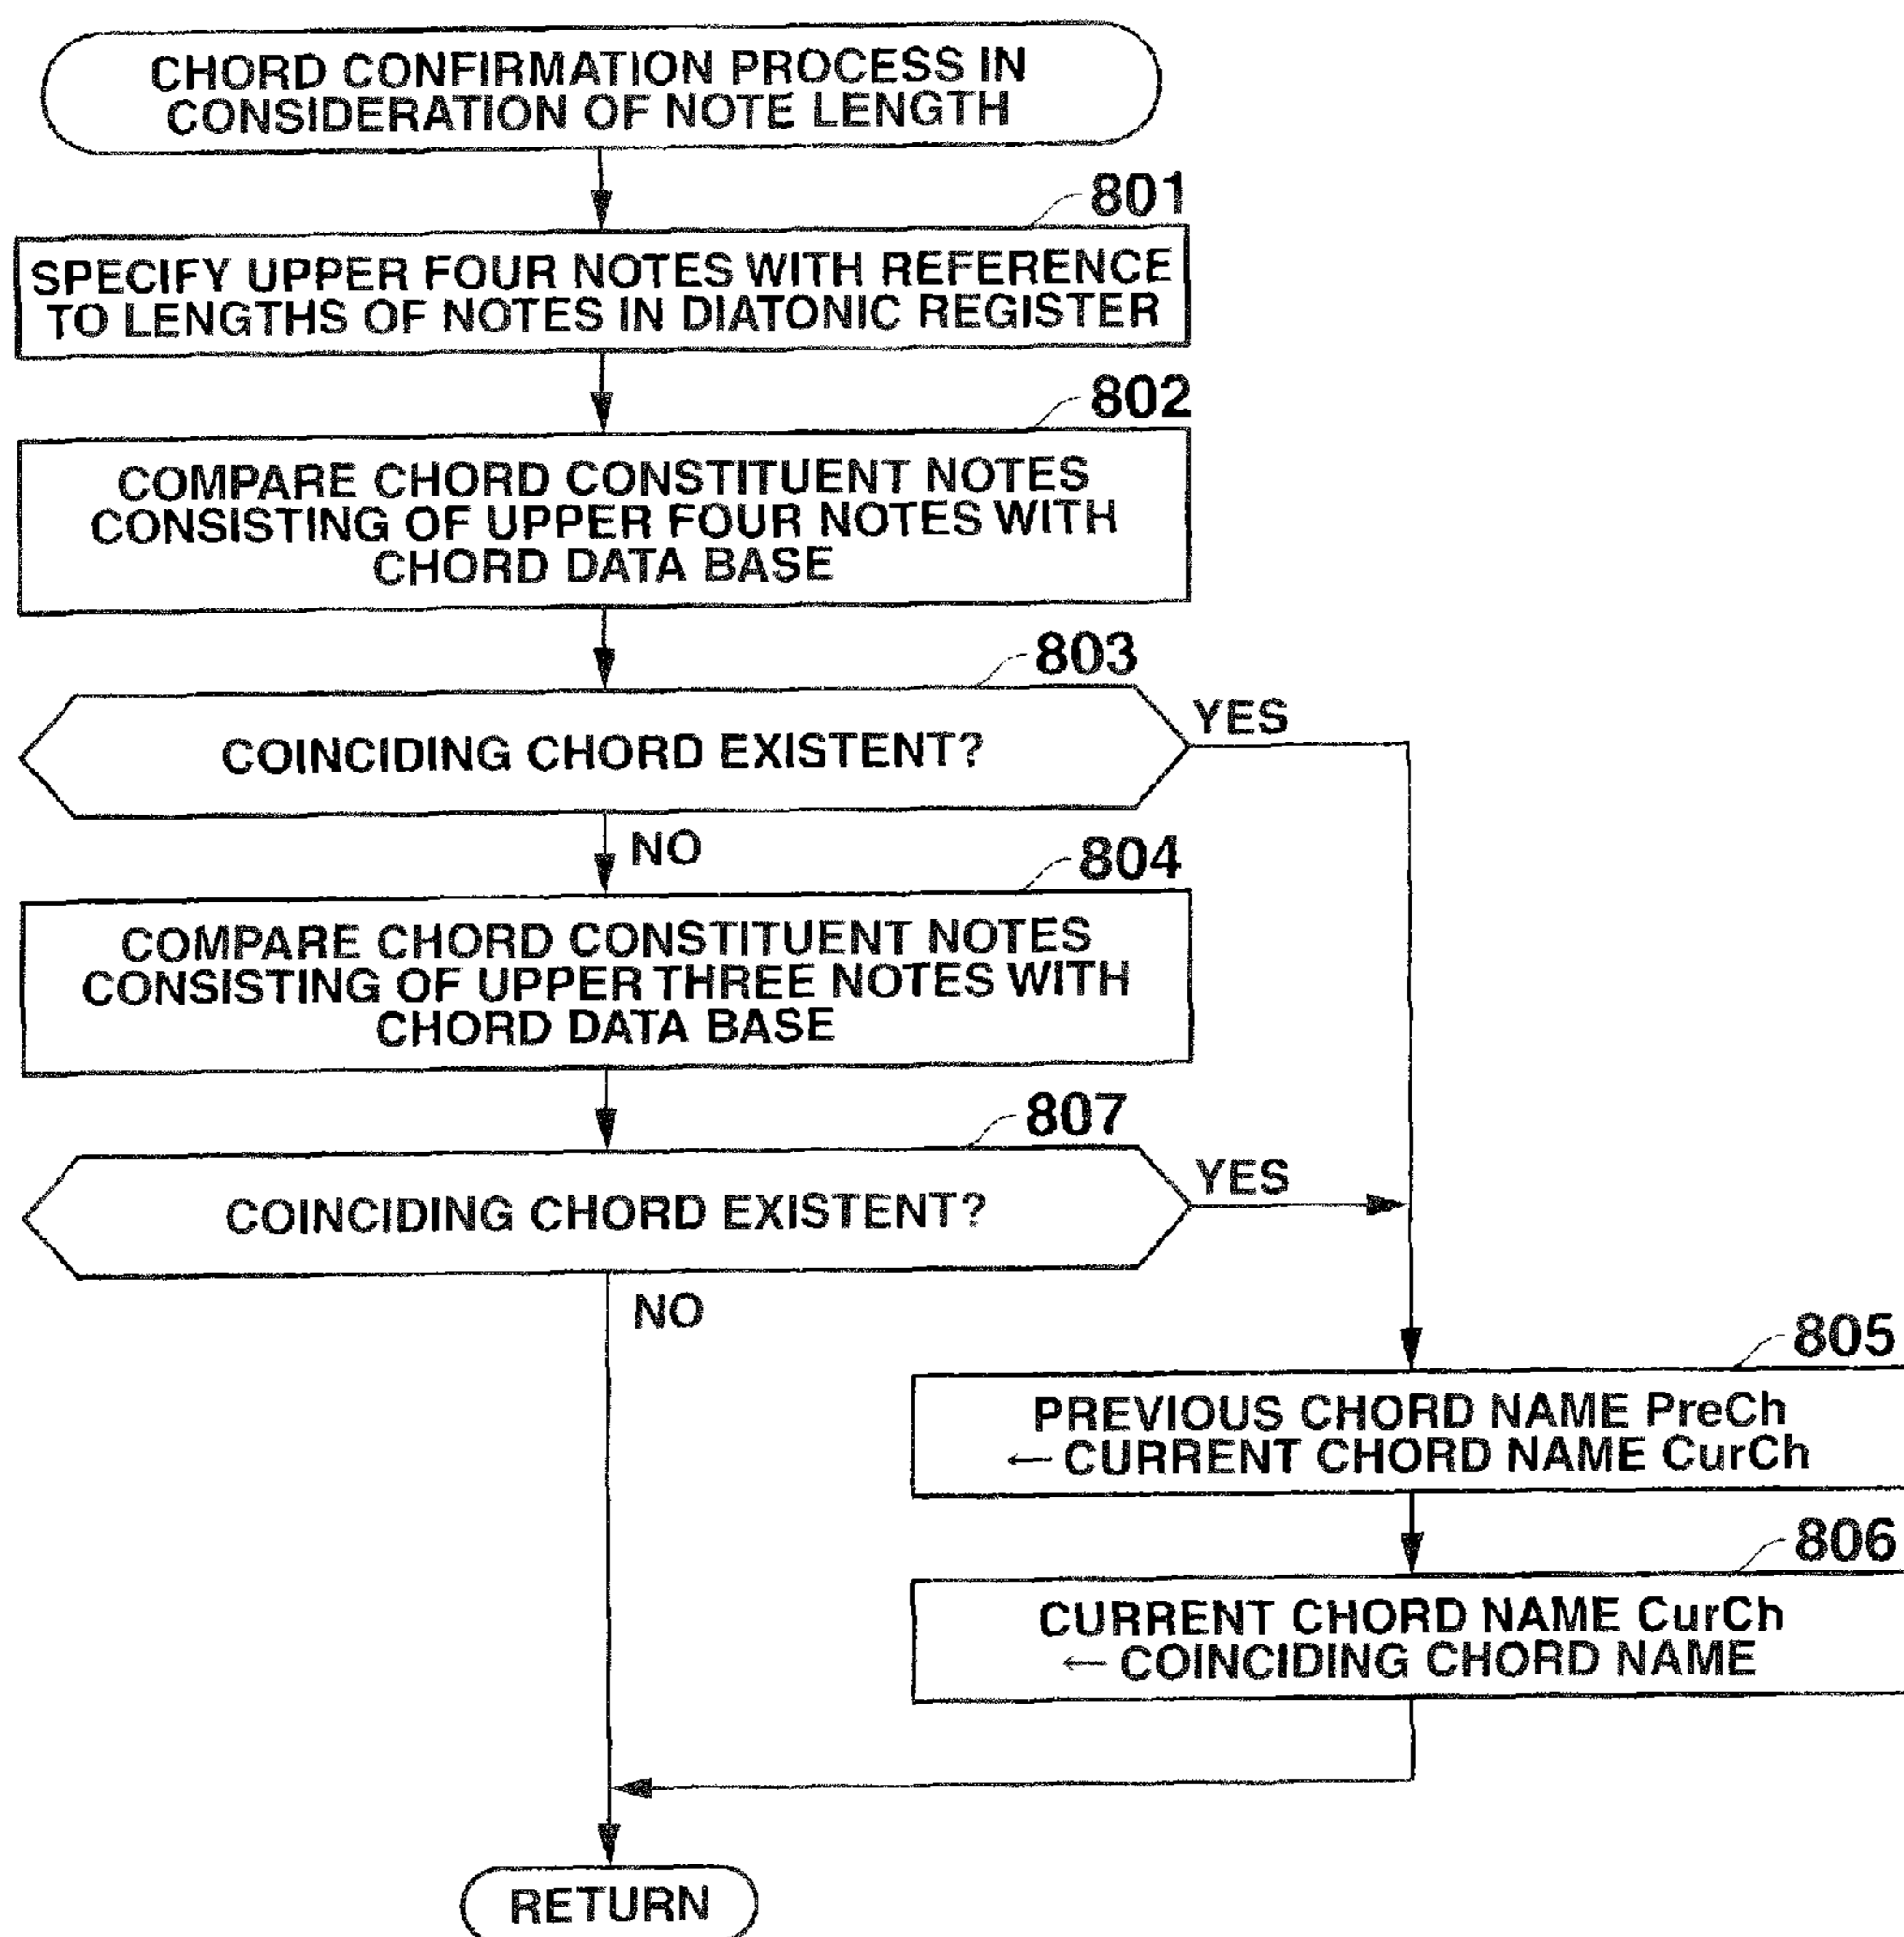 CHORD CONFIRMATION PROCESS IN
CONSIDERATION OF NOTE LENGTH
801
SPECIFY UPPER FOUR NOTES WITH REFERENCE
TO LENGTHS OF NOTES IN DIATONIC REGISTER
802
COMPARE CHORD CONSTITUENT NOTES
CONSISTING OF UPPER FOUR NOTES WITH
CHORD DATA BASE
803
COINCIDING CHORD EXISTENT?
YES
NO
804
COMPARE CHORD CONSTITUENT NOTES
CONSISTING OF UPPER THREE NOTES WITH
CHORD DATA BASE
807
COINCIDING CHORD EXISTENT?
YES
NO
805
PREVIOUS CHORD NAME PreCh
← CURRENT CHORD NAME CurCh
806
CURRENT CHORD NAME CurCh
← COINCIDING CHORD NAME
RETURN